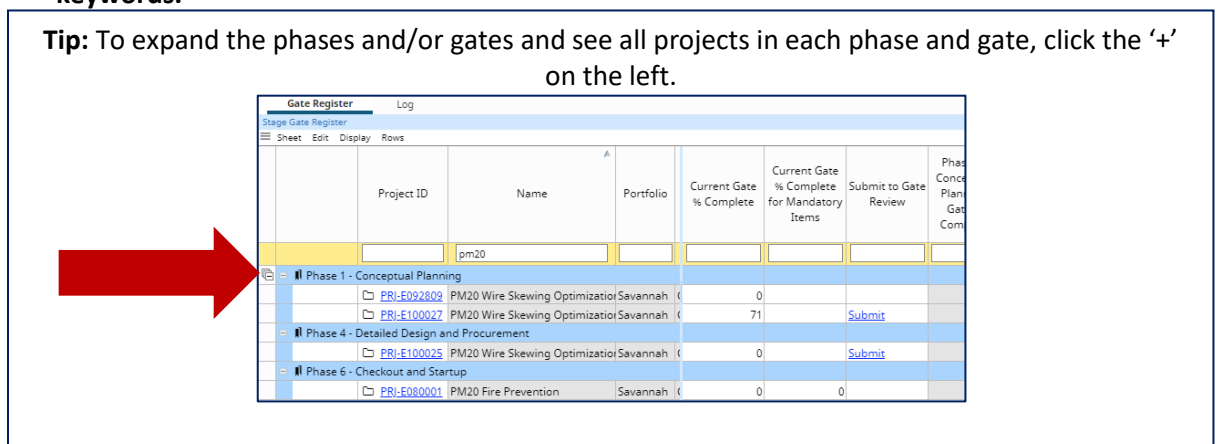 keywords.
Tip: To expand the phases and/or gates and see all projects in each phase and gate, click the ‘+’
on the left.
Gate Register Log
Stage Gate Register
Sheet Edit Display Rows
Project ID Name Portfolio Current Gate % Complete Current Gate % Complete for Mandatory Items Submit to Gate Review
pm20
Phase 1 - Conceptual Planning
PRJ-E092809 PM20 Wire Skewing Optimization Savannah 0
PRJ-E100027 PM20 Wire Skewing Optimization Savannah 71 Submit
Phase 4 - Detailed Design and Procurement
PRJ-E100025 PM20 Wire Skewing Optimization Savannah 0 Submit
Phase 6 - Checkout and Startup
PRJ-E080001 PM20 Fire Prevention Savannah 0 0